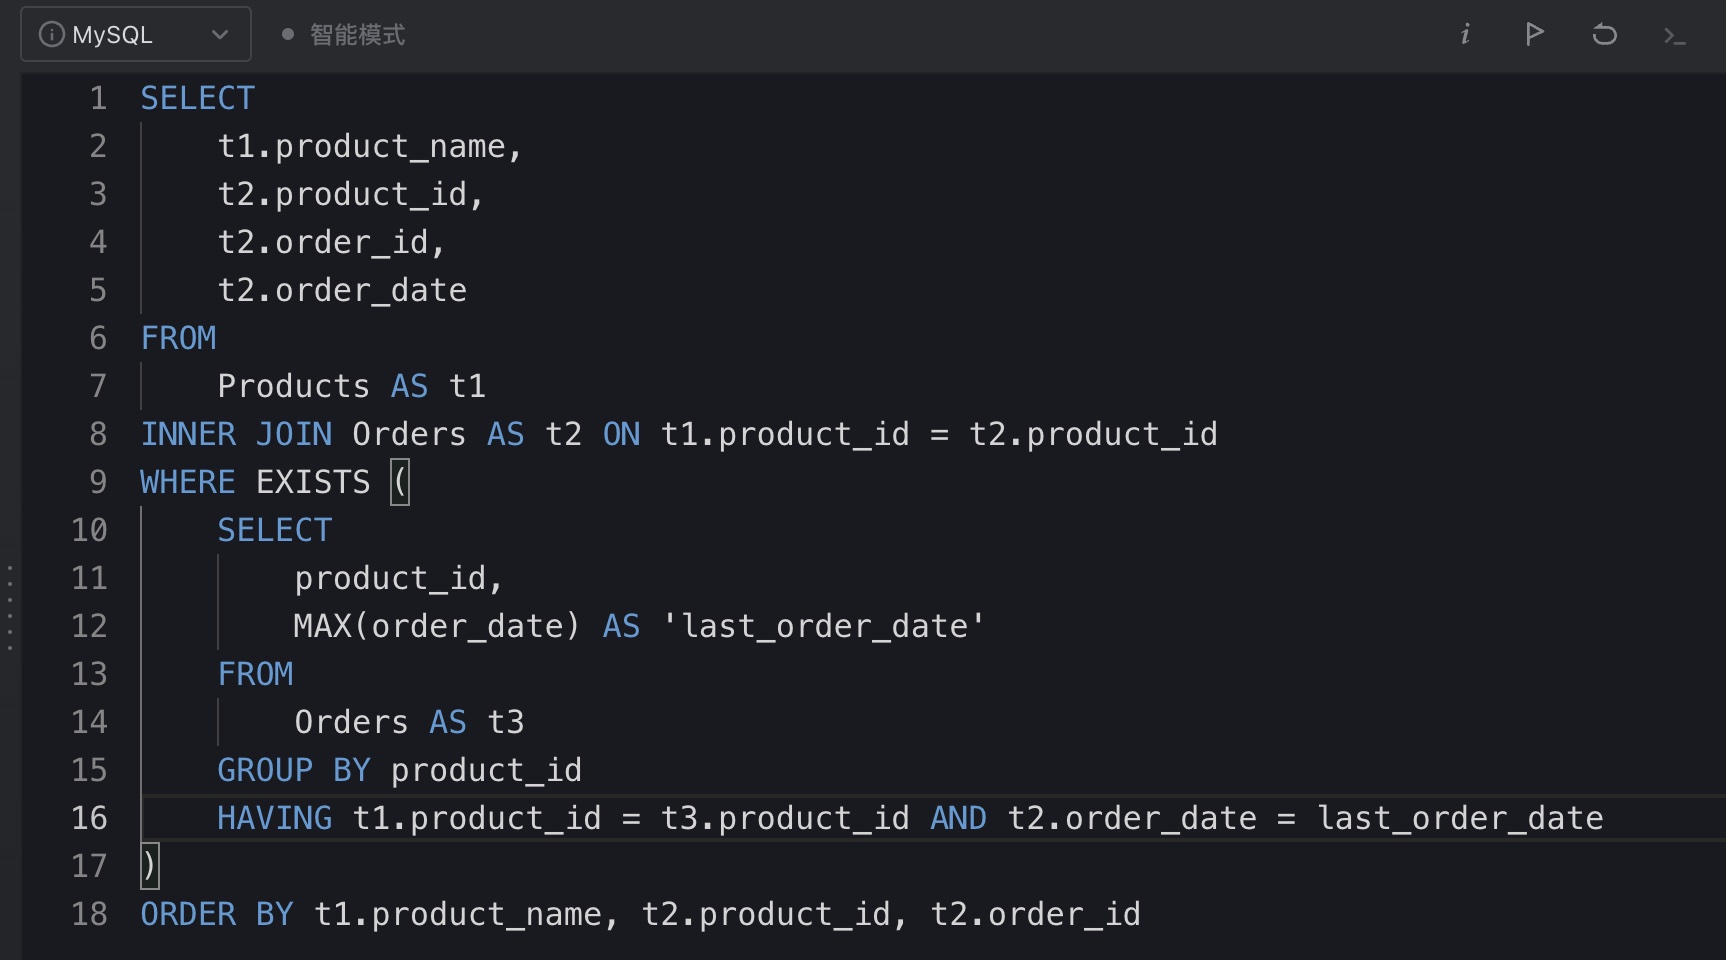 MySQL 智能模式
1 SELECT
2 t1.product_name,
3 t2.product_id,
4 t2.order_id,
5 t2.order_date
6 FROM
7 Products AS t1
8 INNER JOIN Orders AS t2 ON t1.product_id = t2.product_id
9 WHERE EXISTS (
10 SELECT
11 product_id,
12 MAX(order_date) AS 'last_order_date'
13 FROM
14 Orders AS t3
15 GROUP BY product_id
16 HAVING t1.product_id = t3.product_id AND t2.order_date = last_order_date
17 )
18 ORDER BY t1.product_name, t2.product_id, t2.order_id